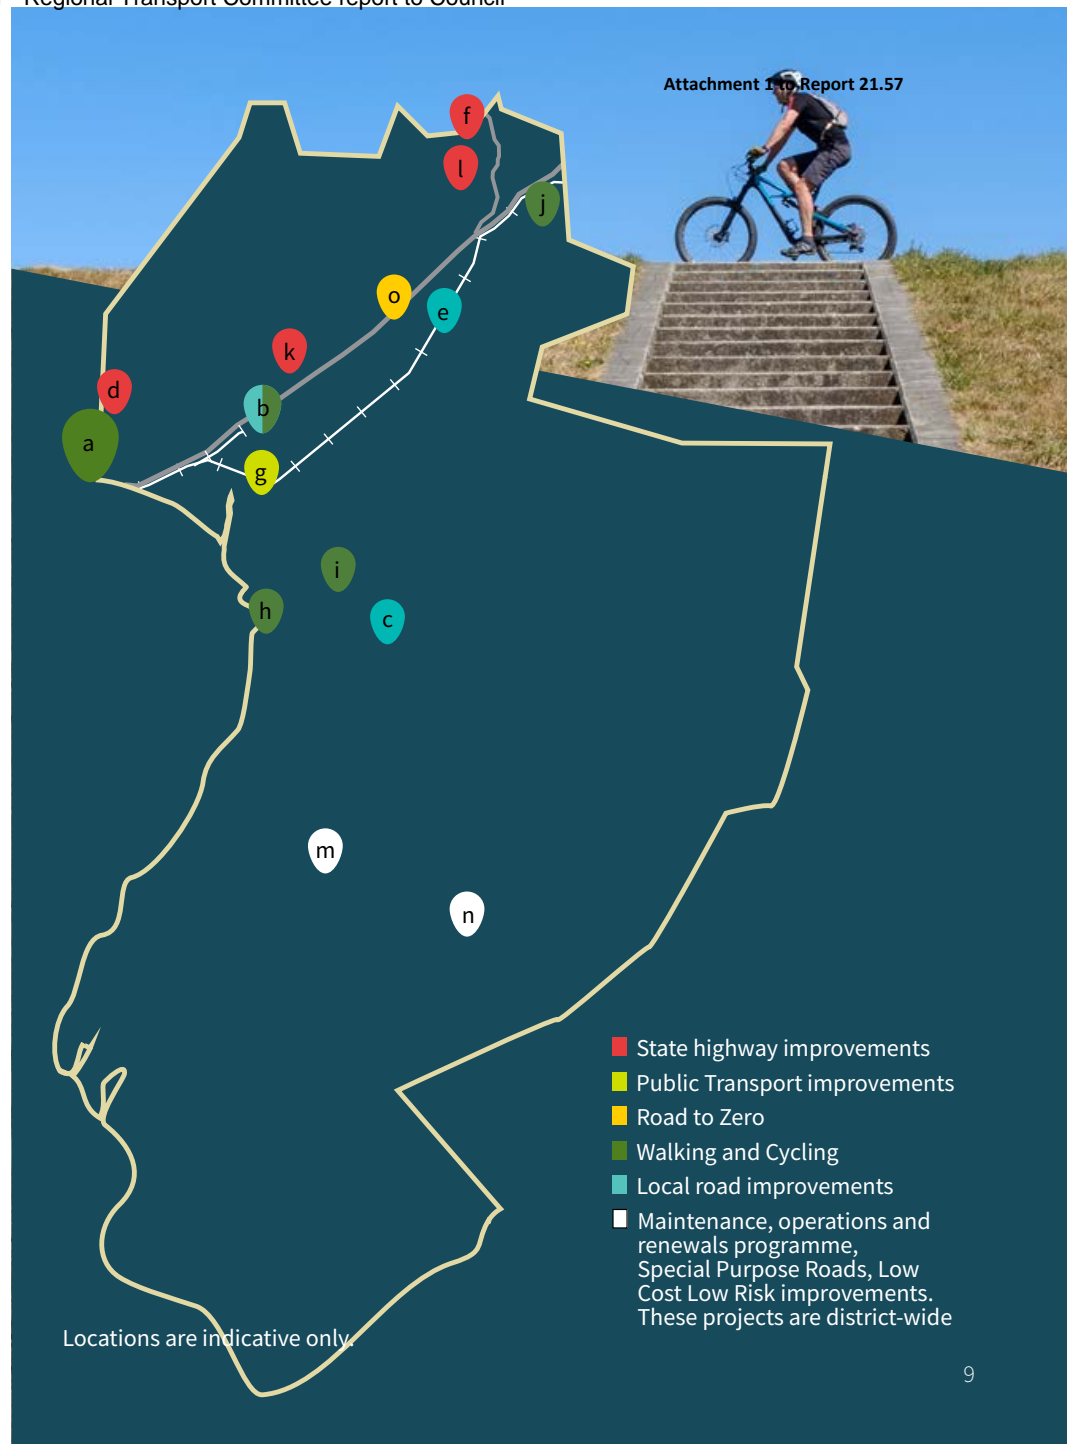 Regional Transport Committee report to Council
Attachment 1 to Report 21.57
f
l
j
o
e
k
d
b
a
g
i
h
c
m
n
State highway improvements
Public Transport improvements
Road to Zero
Walking and Cycling
Local road improvements
Maintenance, operations and
renewals programme,
Special Purpose Roads, Low
Cost Low Risk improvements.
These projects are district-wide
Locations are indicative only.
9